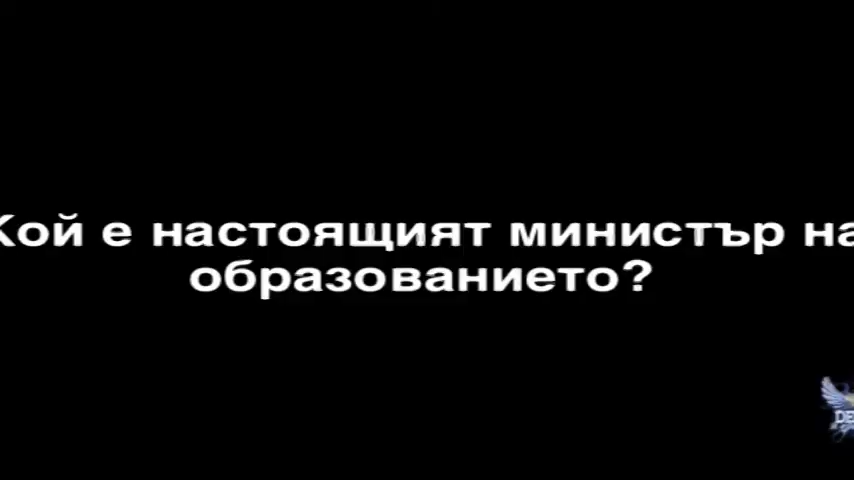 Кой е настоящият министър на
образованието?